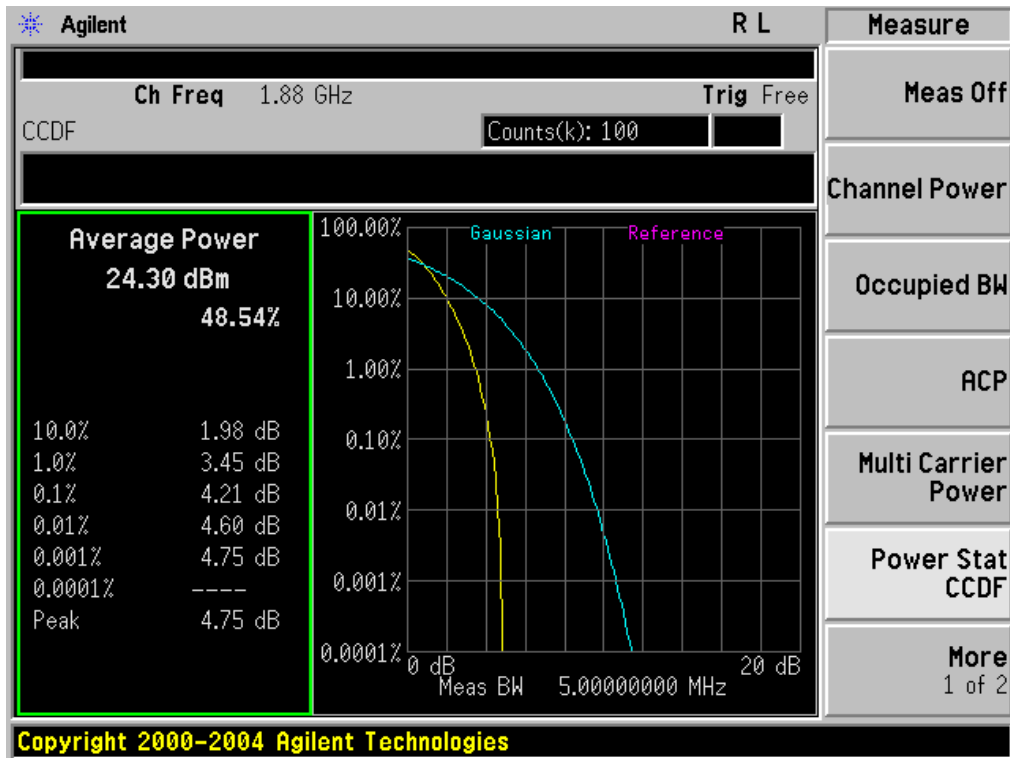 Agilent
R L
Measure
Ch Freq 1.88 GHz
Trig Free
CCDF
Counts(k): 100
Average Power
24.30 dBm
48.54%
10.0% 1.98 dB
1.0% 3.45 dB
0.1% 4.21 dB
0.01% 4.60 dB
0.001% 4.75 dB
0.0001% ----
Peak 4.75 dB
Gaussian Reference
100.00%
10.00%
1.00%
0.10%
0.01%
0.001%
0.0001%
0 dB 20 dB
Meas BW 5.00000000 MHz
Meas Off
Channel Power
Occupied BW
ACP
Multi Carrier
Power
Power Stat
CCDF
More
1 of 2
Copyright 2000-2004 Agilent Technologies